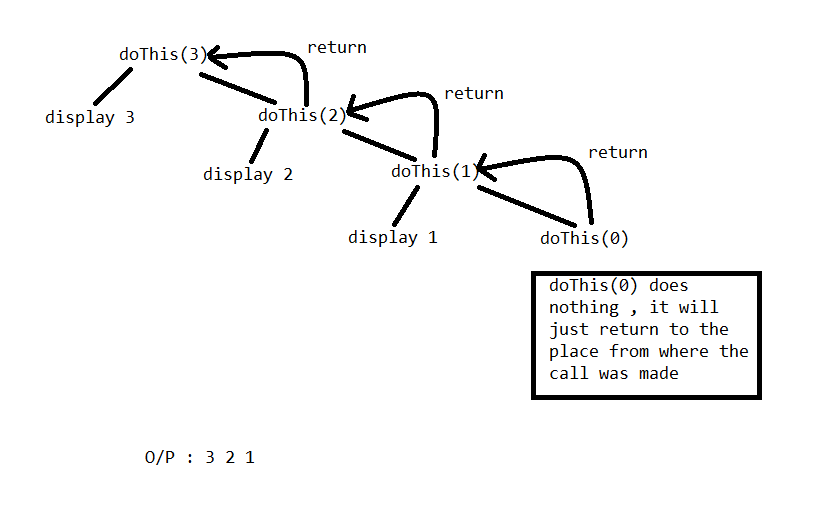 return
doThis(3)
return
display 3
doThis(2)
return
display 2
doThis(1)
display 1
doThis(0)
doThis(0) does
nothing , it will
just return to the
place from where the
call was made
O/P : 3 2 1